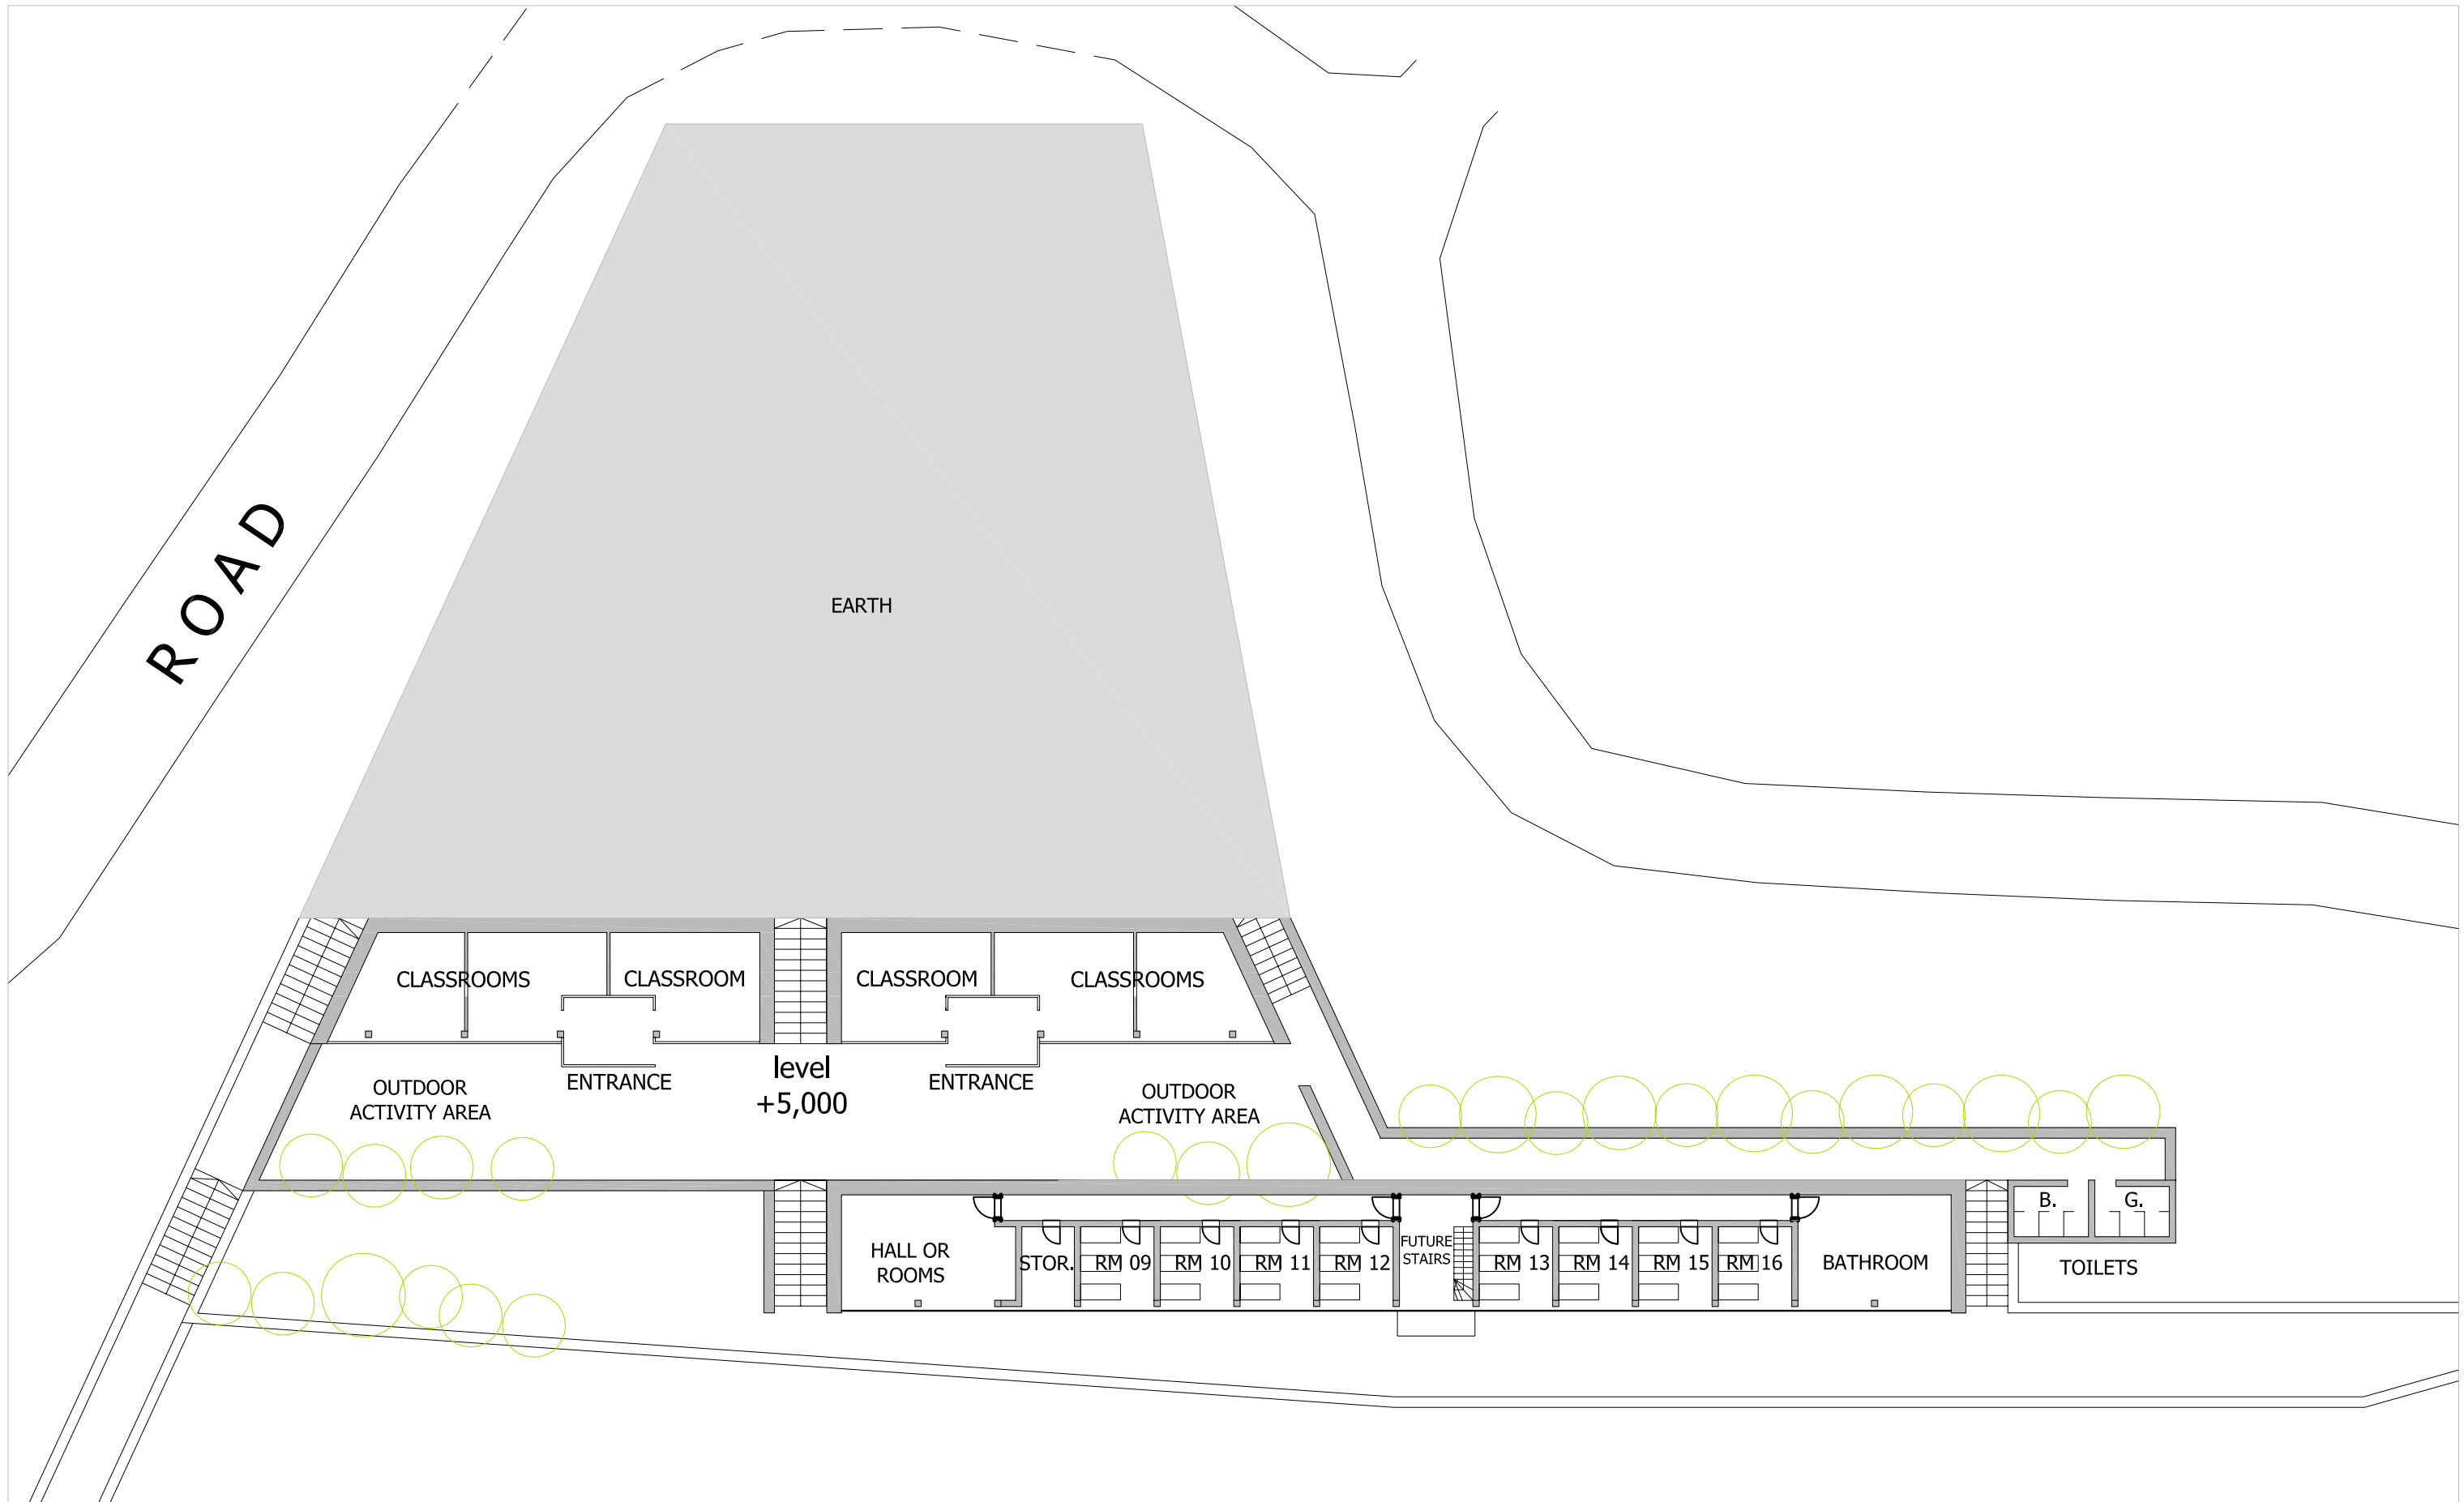 ROAD
EARTH
CLASSROOMS
CLASSROOM
CLASSROOM
CLASSROOMS
level
+5,000
ENTRANCE
ENTRANCE
OUTDOOR
ACTIVITY AREA
OUTDOOR
ACTIVITY AREA
B.
G.
HALL OR
ROOMS
STOR.
RM 09
RM 10
RM 11
RM 12
FUTURE
STAIRS
RM 13
RM 14
RM 15
RM 16
BATHROOM
TOILETS